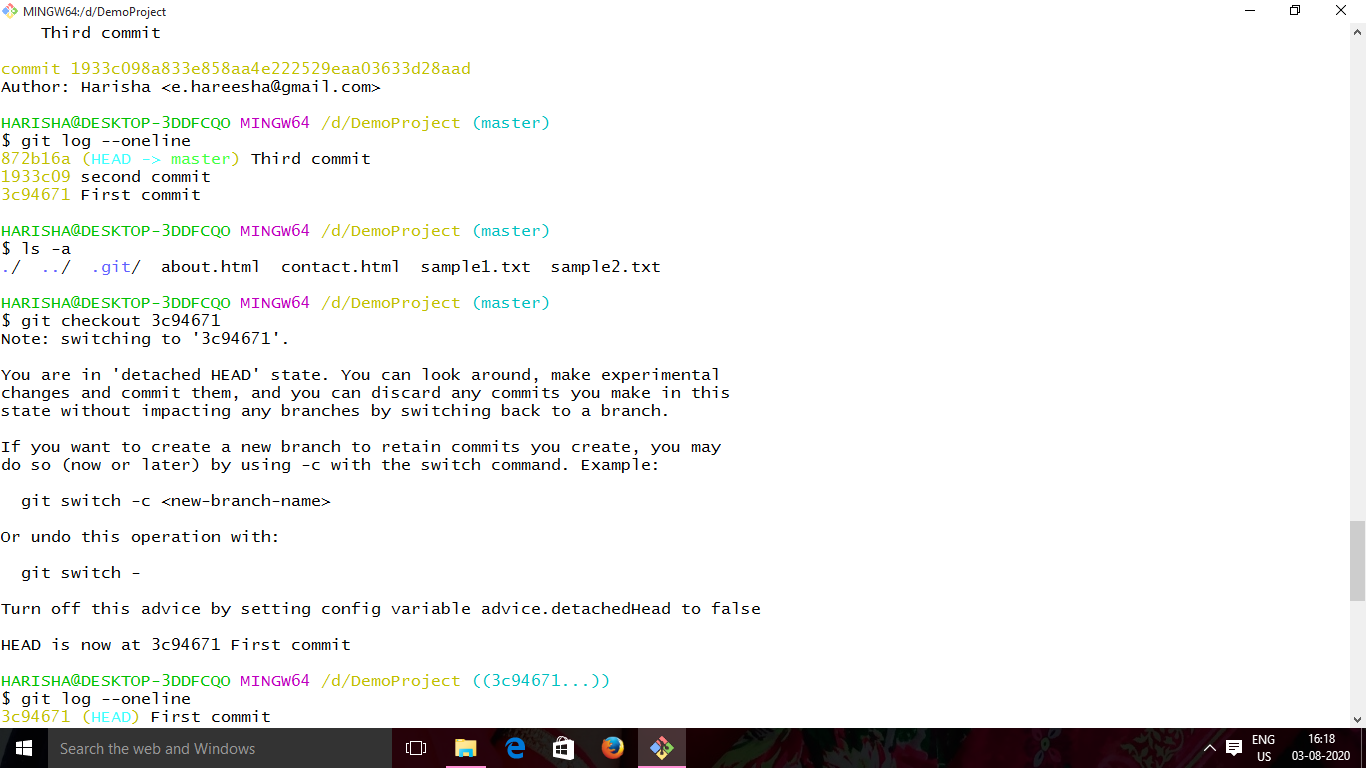 MINGW64:/d/DemoProject
    Third commit
commit 1933c098a833e858aa4e222529eaa03633d28aad
Author: Harisha <e.hareesha@gmail.com>
HARISHA@DESKTOP-3DDFCQO MINGW64 /d/DemoProject (master)
$ git log --oneline
872b16a (HEAD -> master) Third commit
1933c09 second commit
3c94671 First commit
HARISHA@DESKTOP-3DDFCQO MINGW64 /d/DemoProject (master)
$ ls -a
./  ../  .git/  about.html  contact.html  sample1.txt  sample2.txt
HARISHA@DESKTOP-3DDFCQO MINGW64 /d/DemoProject (master)
$ git checkout 3c94671
Note: switching to '3c94671'.
You are in 'detached HEAD' state. You can look around, make experimental
changes and commit them, and you can discard any commits you make in this
state without impacting any branches by switching back to a branch.
If you want to create a new branch to retain commits you create, you may
do so (now or later) by using -c with the switch command. Example:
  git switch -c <new-branch-name>
Or undo this operation with:
  git switch -
Turn off this advice by setting config variable advice.detachedHead to false
HEAD is now at 3c94671 First commit
HARISHA@DESKTOP-3DDFCQO MINGW64 /d/DemoProject ((3c94671...))
$ git log --oneline
3c94671 (HEAD) First commit
Search the web and Windows
ENG
US
16:18
03-08-2020